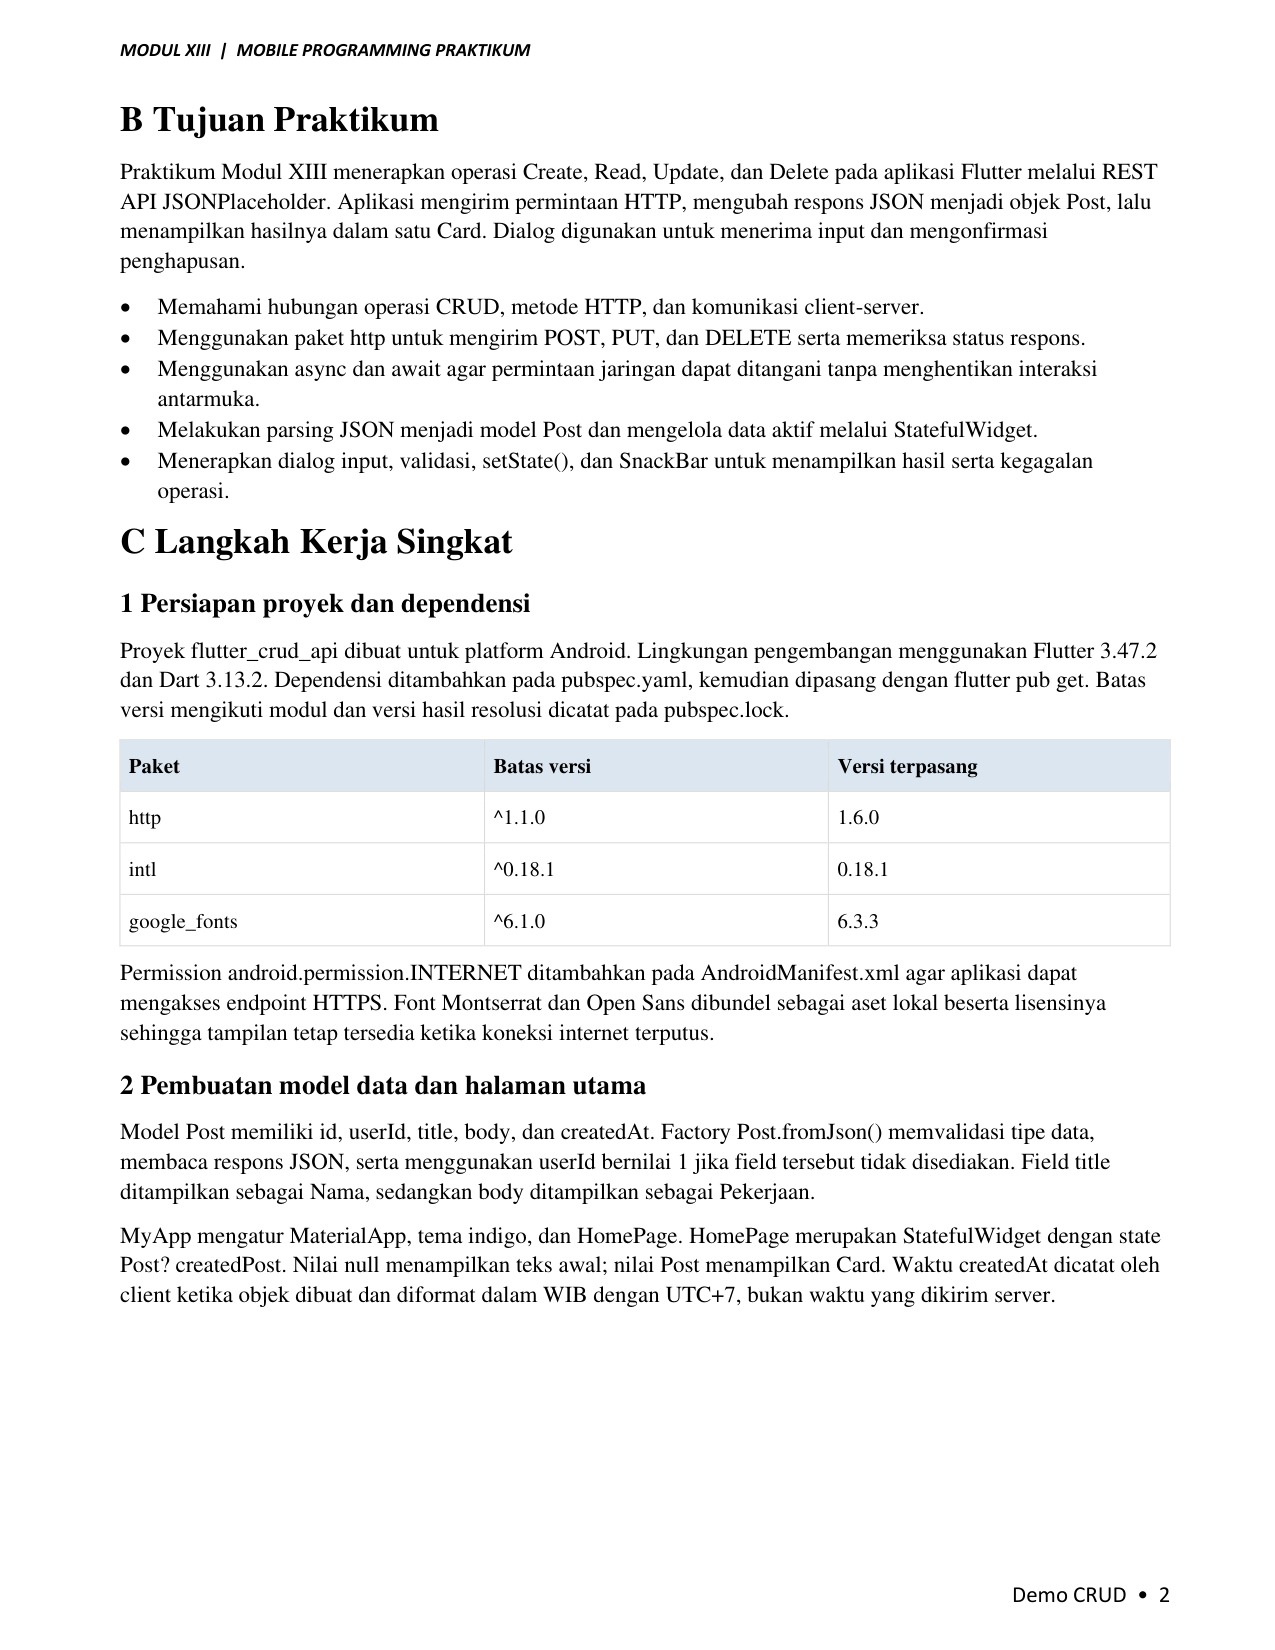 MODUL XIII | MOBILE PROGRAMMING PRAKTIKUM
B Tujuan Praktikum
Praktikum Modul XIII menerapkan operasi Create, Read, Update, dan Delete pada aplikasi Flutter melalui REST
API JSONPlaceholder. Aplikasi mengirim permintaan HTTP, mengubah respons JSON menjadi objek Post, lalu
menampilkan hasilnya dalam satu Card. Dialog digunakan untuk menerima input dan mengonfirmasi
penghapusan.
• Memahami hubungan operasi CRUD, metode HTTP, dan komunikasi client-server.
• Menggunakan paket http untuk mengirim POST, PUT, dan DELETE serta memeriksa status respons.
• Menggunakan async dan await agar permintaan jaringan dapat ditangani tanpa menghentikan interaksi
antarmuka.
• Melakukan parsing JSON menjadi model Post dan mengelola data aktif melalui StatefulWidget.
• Menerapkan dialog input, validasi, setState(), dan SnackBar untuk menampilkan hasil serta kegagalan
operasi.
C Langkah Kerja Singkat
1 Persiapan proyek dan dependensi
Proyek flutter_crud_api dibuat untuk platform Android. Lingkungan pengembangan menggunakan Flutter 3.47.2
dan Dart 3.13.2. Dependensi ditambahkan pada pubspec.yaml, kemudian dipasang dengan flutter pub get. Batas
versi mengikuti modul dan versi hasil resolusi dicatat pada pubspec.lock.
Paket Batas versi Versi terpasang
http ^1.1.0 1.6.0
intl ^0.18.1 0.18.1
google_fonts ^6.1.0 6.3.3
Permission android.permission.INTERNET ditambahkan pada AndroidManifest.xml agar aplikasi dapat
mengakses endpoint HTTPS. Font Montserrat dan Open Sans dibundel sebagai aset lokal beserta lisensinya
sehingga tampilan tetap tersedia ketika koneksi internet terputus.
2 Pembuatan model data dan halaman utama
Model Post memiliki id, userId, title, body, dan createdAt. Factory Post.fromJson() memvalidasi tipe data,
membaca respons JSON, serta menggunakan userId bernilai 1 jika field tersebut tidak disediakan. Field title
ditampilkan sebagai Nama, sedangkan body ditampilkan sebagai Pekerjaan.
MyApp mengatur MaterialApp, tema indigo, dan HomePage. HomePage merupakan StatefulWidget dengan state
Post? createdPost. Nilai null menampilkan teks awal; nilai Post menampilkan Card. Waktu createdAt dicatat oleh
client ketika objek dibuat dan diformat dalam WIB dengan UTC+7, bukan waktu yang dikirim server.
Demo CRUD • 2